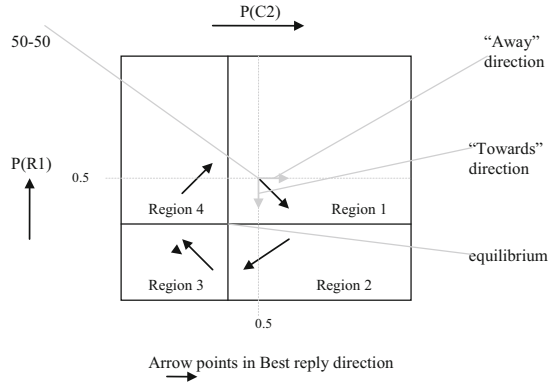 P(C2)
50-50
“Away”
direction
P(R1)
“Towards”
direction
0.5
Region 4
Region 1
equilibrium
Region 3
Region 2
0.5
Arrow points in Best reply direction